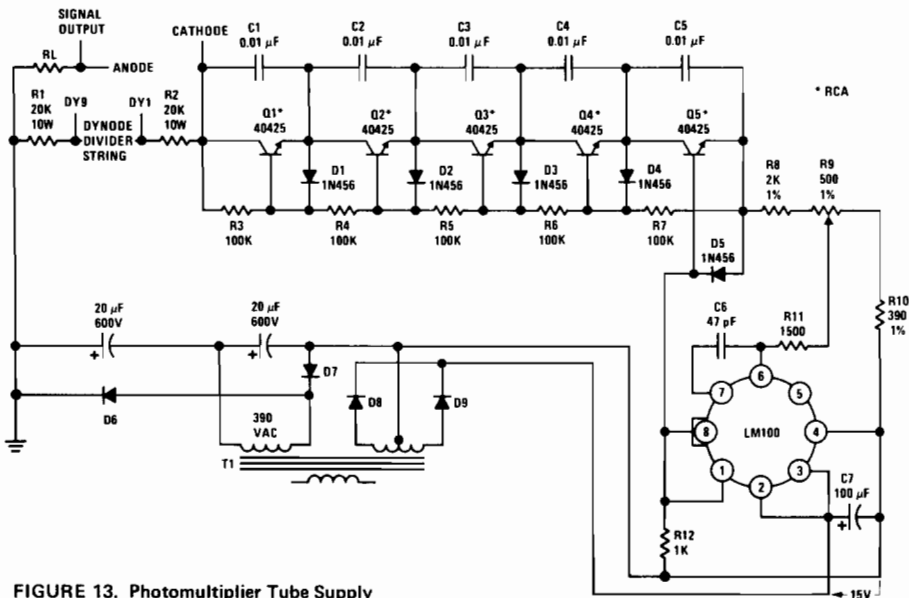 SIGNAL
OUTPUT
RL
ANODE
CATHODE
C1
0.01 µF
C2
0.01 µF
C3
0.01 µF
C4
0.01 µF
C5
0.01 µF
* RCA
R1
20K
10W
DY9
DYNODE
DIVIDER
STRING
DY1
R2
20K
10W
Q1*
40425
Q2*
40425
Q3*
40425
Q4*
40425
Q5*
40425
D1
1N456
D2
1N456
D3
1N456
D4
1N456
R8
2K
1%
R9
500
1%
R3
100K
R4
100K
R5
100K
R6
100K
R7
100K
D5
1N456
20 µF
600V
+
20 µF
600V
+
D7
D6
390
VAC
T1
D8
D9
C6
47 pF
R11
1500
R10
390
1%
6
7
5
8
LM100
4
1
2
3
C7
100 µF
+
R12
1K
15V
FIGURE 13. Photomultiplier Tube Supply